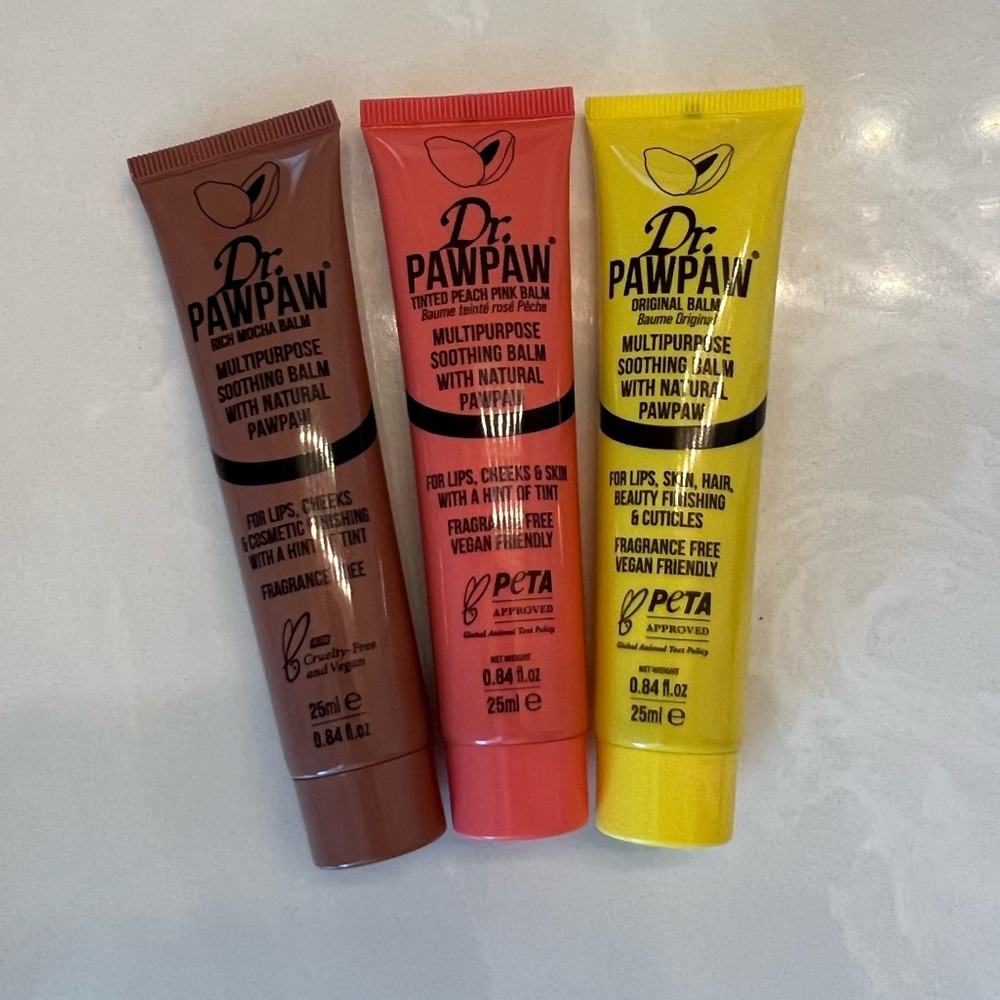 Dr.
PAWPAW®
RICH MOCHA BALM
MULTIPURPOSE
SOOTHING BALM
WITH NATURAL
PAWPAW
FOR LIPS, CHEEKS
& COSMETIC FINISHING
WITH A HINT OF TINT
FRAGRANCE FREE
Cruelty-Free
and Vegan
25ml e
0.84 fl.oz
Dr.
PAWPAW®
TINTED PEACH PINK BALM
Baume teinté rosé Pêche
MULTIPURPOSE
SOOTHING BALM
WITH NATURAL
PAWPAW
FOR LIPS, CHEEKS & SKIN
WITH A HINT OF TINT
FRAGRANCE FREE
VEGAN FRIENDLY
PETA
APPROVED
Global Animal Test Policy
NET WEIGHT
0.84 fl.oz
25ml e
Dr.
PAWPAW®
ORIGINAL BALM
Baume Original
MULTIPURPOSE
SOOTHING BALM
WITH NATURAL
PAWPAW
FOR LIPS, SKIN, HAIR,
BEAUTY FINISHING
& CUTICLES
FRAGRANCE FREE
VEGAN FRIENDLY
PETA
APPROVED
Global Animal Test Policy
NET WEIGHT
0.84 fl.oz
25ml e